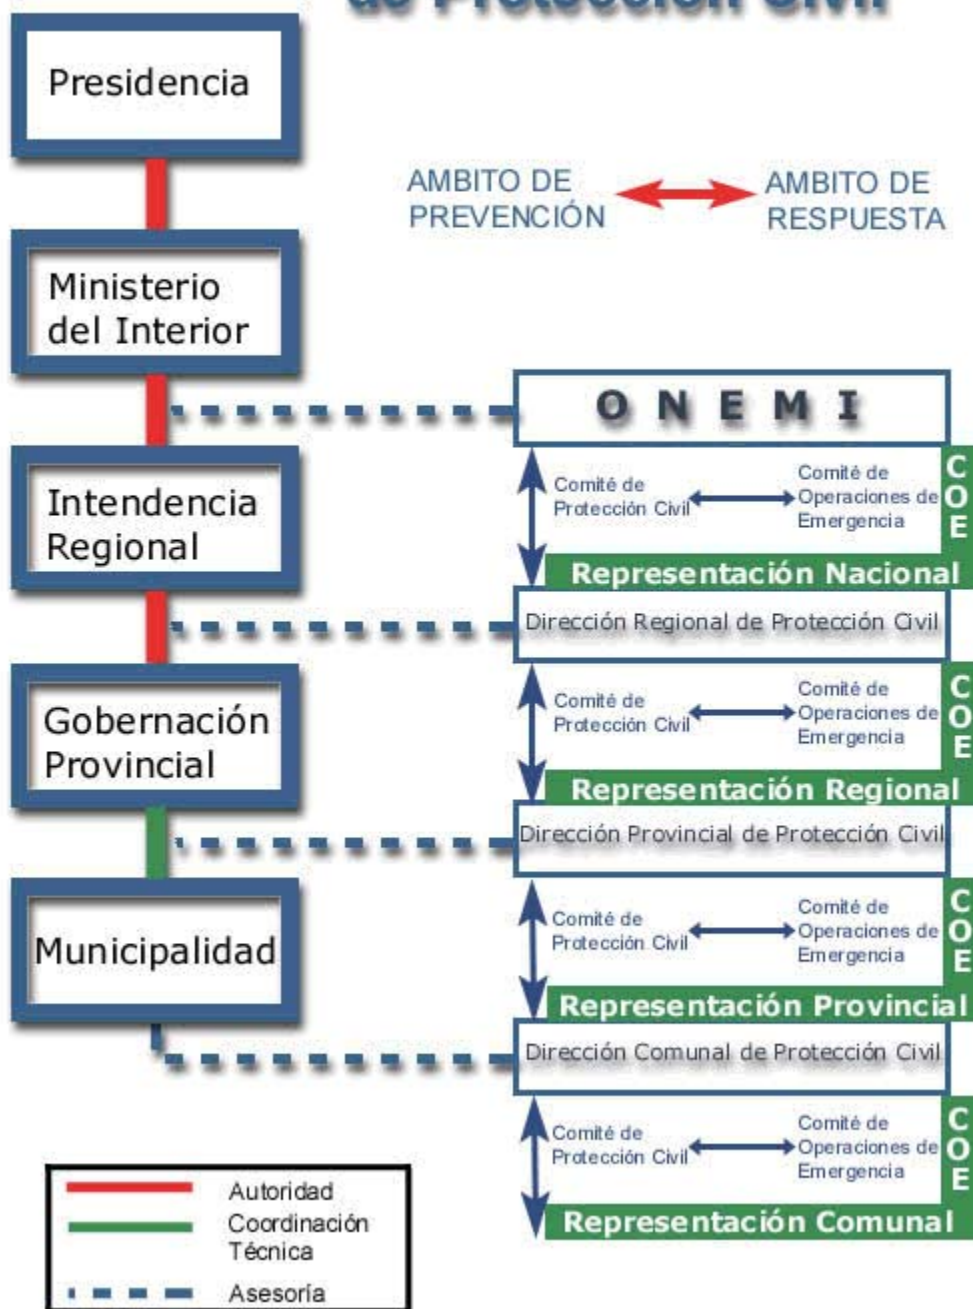 de Protección Civil
Presidencia
AMBITO DE
PREVENCIÓN
AMBITO DE
RESPUESTA
Ministerio
del Interior
O N E M I
Comité de
Protección Civil
Comité de
Operaciones de
Emergencia
COE
Representación Nacional
Intendencia
Regional
Dirección Regional de Protección Civil
Comité de
Protección Civil
Comité de
Operaciones de
Emergencia
COE
Representación Regional
Gobernación
Provincial
Dirección Provincial de Protección Civil
Comité de
Protección Civil
Comité de
Operaciones de
Emergencia
COE
Representación Provincial
Municipalidad
Dirección Comunal de Protección Civil
Comité de
Protección Civil
Comité de
Operaciones de
Emergencia
COE
Representación Comunal
Autoridad
Coordinación
Técnica
Asesoría